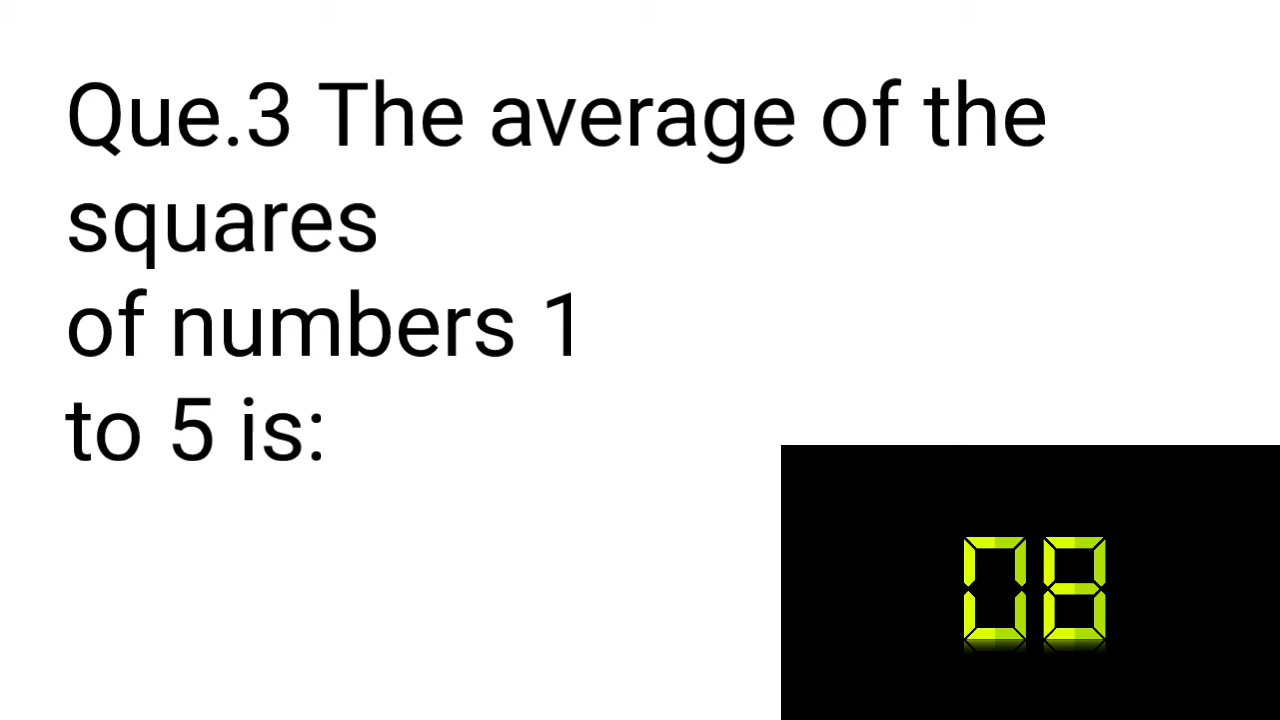 Que.3 The average of the
squares
of numbers 1
to 5 is:
08